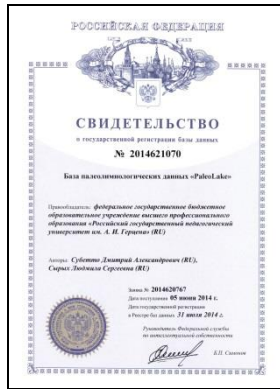 РОССИЙСКАЯ ФЕДЕРАЦИЯ
СВИДЕТЕЛЬСТВО
о государственной регистрации базы данных
№ 2014621070
База палеолимнологических данных «PaleoLake»
Правообладатель: федеральное государственное бюджетное
образовательное учреждение высшего профессионального
образования «Российский государственный педагогический
университет им. А. И. Герцена» (RU)
Авторы: Субетто Дмитрий Александрович (RU),
Сырых Людмила Сергеевна (RU)
Заявка № 2014620767
Дата поступления 05 июня 2014 г.
Дата государственной регистрации
в Реестре баз данных 31 июля 2014 г.
Руководитель Федеральной службы
по интеллектуальной собственности
Б.П. Симонов